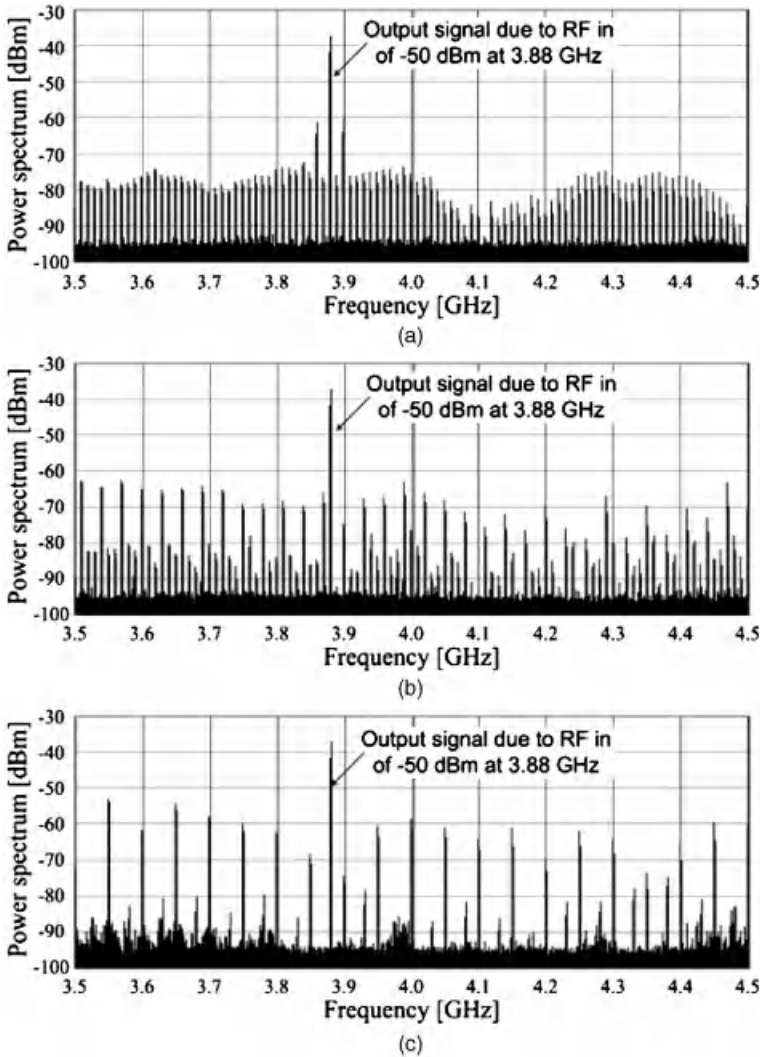 Power spectrum [dBm]
-30
-40
-50
-60
-70
-80
-90
-100
Output signal due to RF in
of -50 dBm at 3.88 GHz
3.5 3.6 3.7 3.8 3.9 4.0 4.1 4.2 4.3 4.4 4.5
Frequency [GHz]
(a)
Power spectrum [dBm]
-30
-40
-50
-60
-70
-80
-90
-100
Output signal due to RF in
of -50 dBm at 3.88 GHz
3.5 3.6 3.7 3.8 3.9 4.0 4.1 4.2 4.3 4.4 4.5
Frequency [GHz]
(b)
Power spectrum [dBm]
-30
-40
-50
-60
-70
-80
-90
-100
Output signal due to RF in
of -50 dBm at 3.88 GHz
3.5 3.6 3.7 3.8 3.9 4.0 4.1 4.2 4.3 4.4 4.5
Frequency [GHz]
(c)